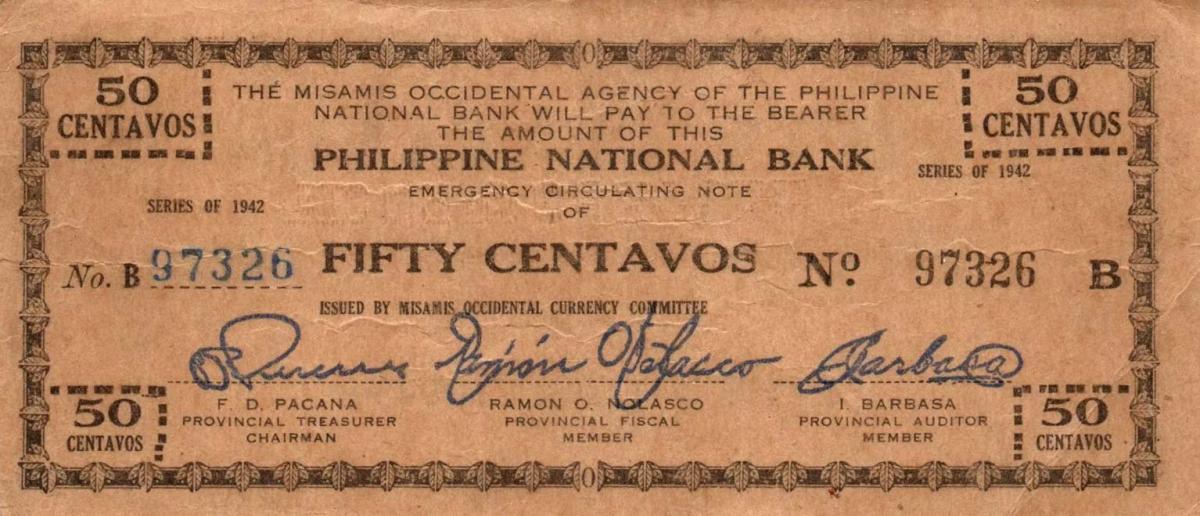 50
CENTAVOS
THE MISAMIS OCCIDENTAL AGENCY OF THE PHILIPPINE
NATIONAL BANK WILL PAY TO THE BEARER
THE AMOUNT OF THIS
PHILIPPINE NATIONAL BANK
EMERGENCY CIRCULATING NOTE
OF
50
CENTAVOS
SERIES OF 1942
SERIES OF 1942
No. B 97326
FIFTY CENTAVOS
Nº 97326 B
ISSUED BY MISAMIS OCCIDENTAL CURRENCY COMMITTEE
Ramón O. Nolasco
I Barbasa
F. D. PACANA
PROVINCIAL TREASURER
CHAIRMAN
RAMON O. NOLASCO
PROVINCIAL FISCAL
MEMBER
I. BARBASA
PROVINCIAL AUDITOR
MEMBER
50
CENTAVOS
50
CENTAVOS